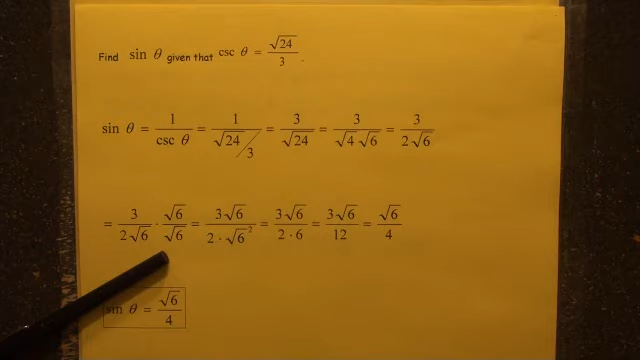 Find sin θ given that csc θ = √24/3.
sin θ = 1/csc θ = 1/(√24/3) = 3/√24 = 3/(√4 √6) = 3/(2√6)
= 3/(2√6) · √6/√6 = 3√6/(2 · √6²) = 3√6/(2 · 6) = 3√6/12 = √6/4
sin θ = √6/4